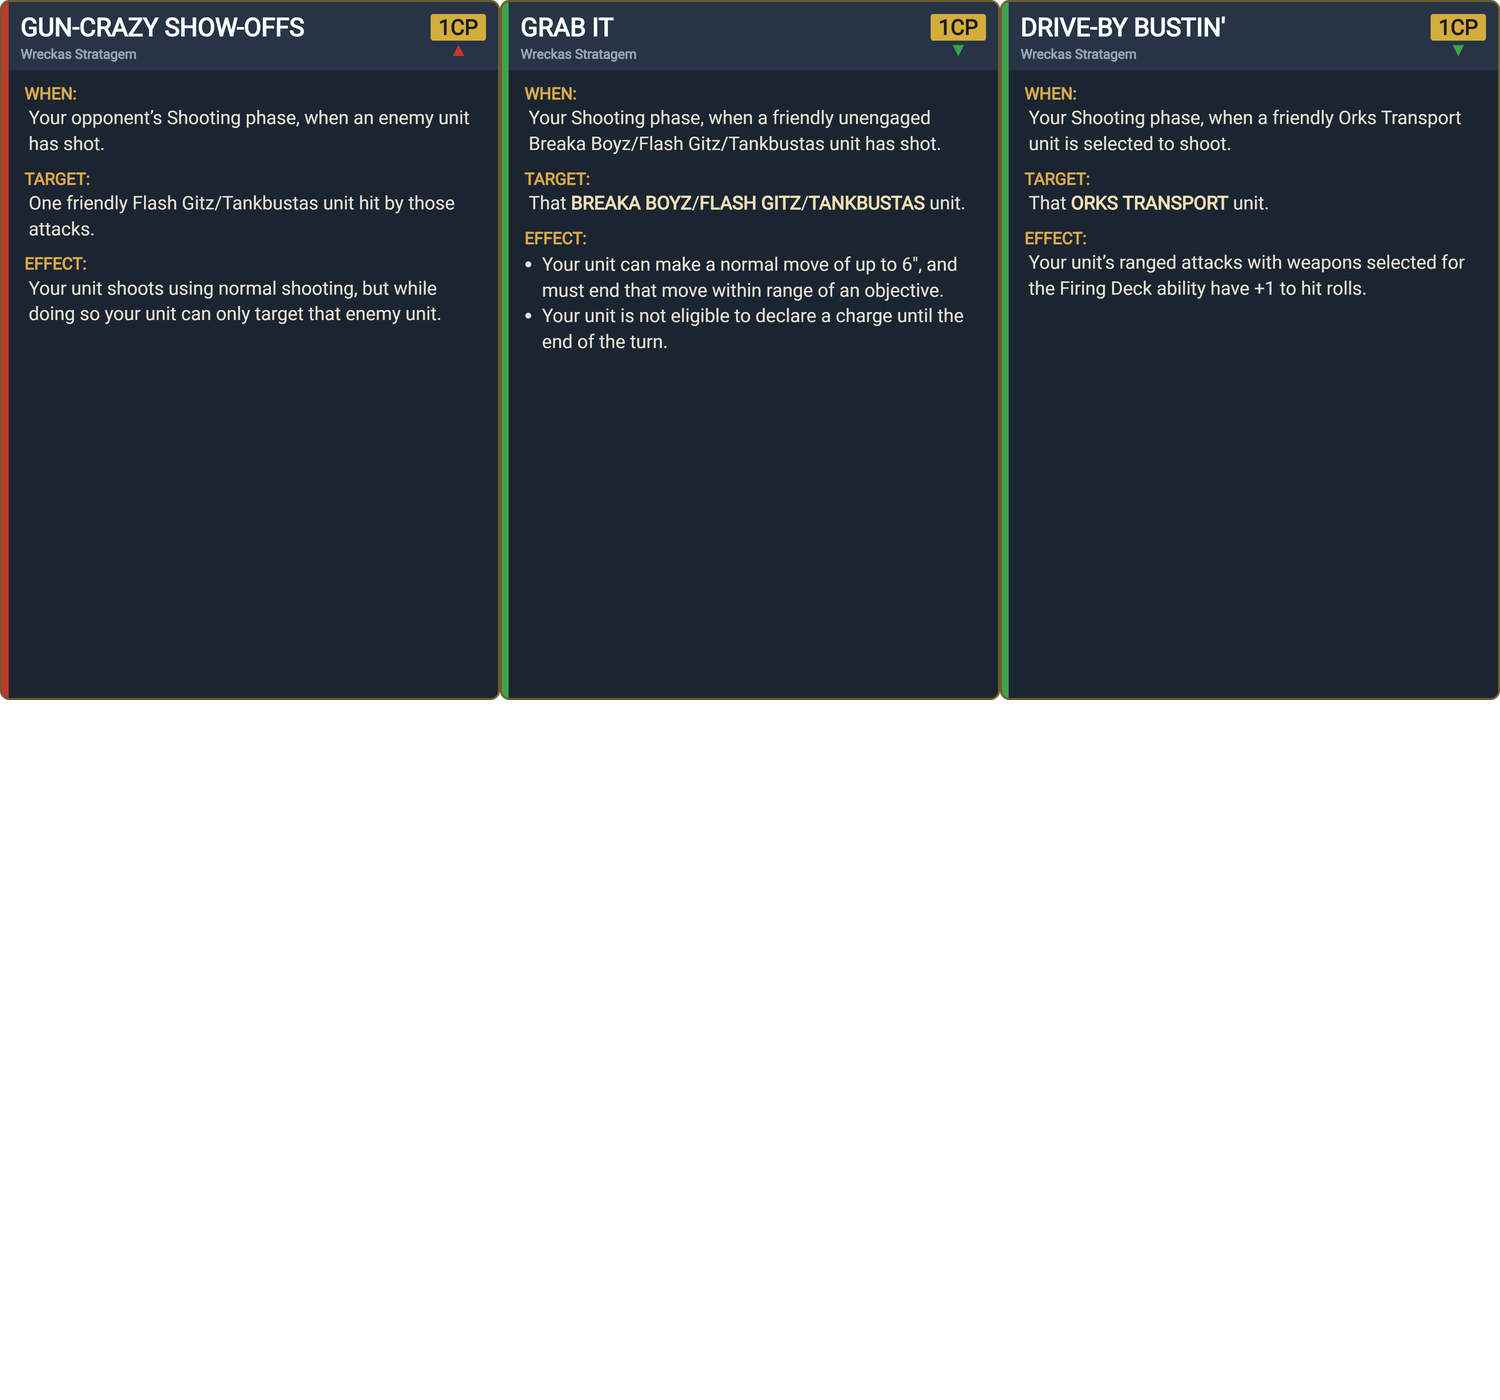 GUN-CRAZY SHOW-OFFS
1CP
Wreckas Stratagem
▲
WHEN:
Your opponent’s Shooting phase, when an enemy unit
has shot.
TARGET:
One friendly Flash Gitz/Tankbustas unit hit by those
attacks.
EFFECT:
Your unit shoots using normal shooting, but while
doing so your unit can only target that enemy unit.
GRAB IT
1CP
Wreckas Stratagem
▼
WHEN:
Your Shooting phase, when a friendly unengaged
Breaka Boyz/Flash Gitz/Tankbustas unit has shot.
TARGET:
That BREAKA BOYZ/FLASH GITZ/TANKBUSTAS unit.
EFFECT:
• Your unit can make a normal move of up to 6", and
must end that move within range of an objective.
• Your unit is not eligible to declare a charge until the
end of the turn.
DRIVE-BY BUSTIN'
1CP
Wreckas Stratagem
▼
WHEN:
Your Shooting phase, when a friendly Orks Transport
unit is selected to shoot.
TARGET:
That ORKS TRANSPORT unit.
EFFECT:
Your unit’s ranged attacks with weapons selected for
the Firing Deck ability have +1 to hit rolls.